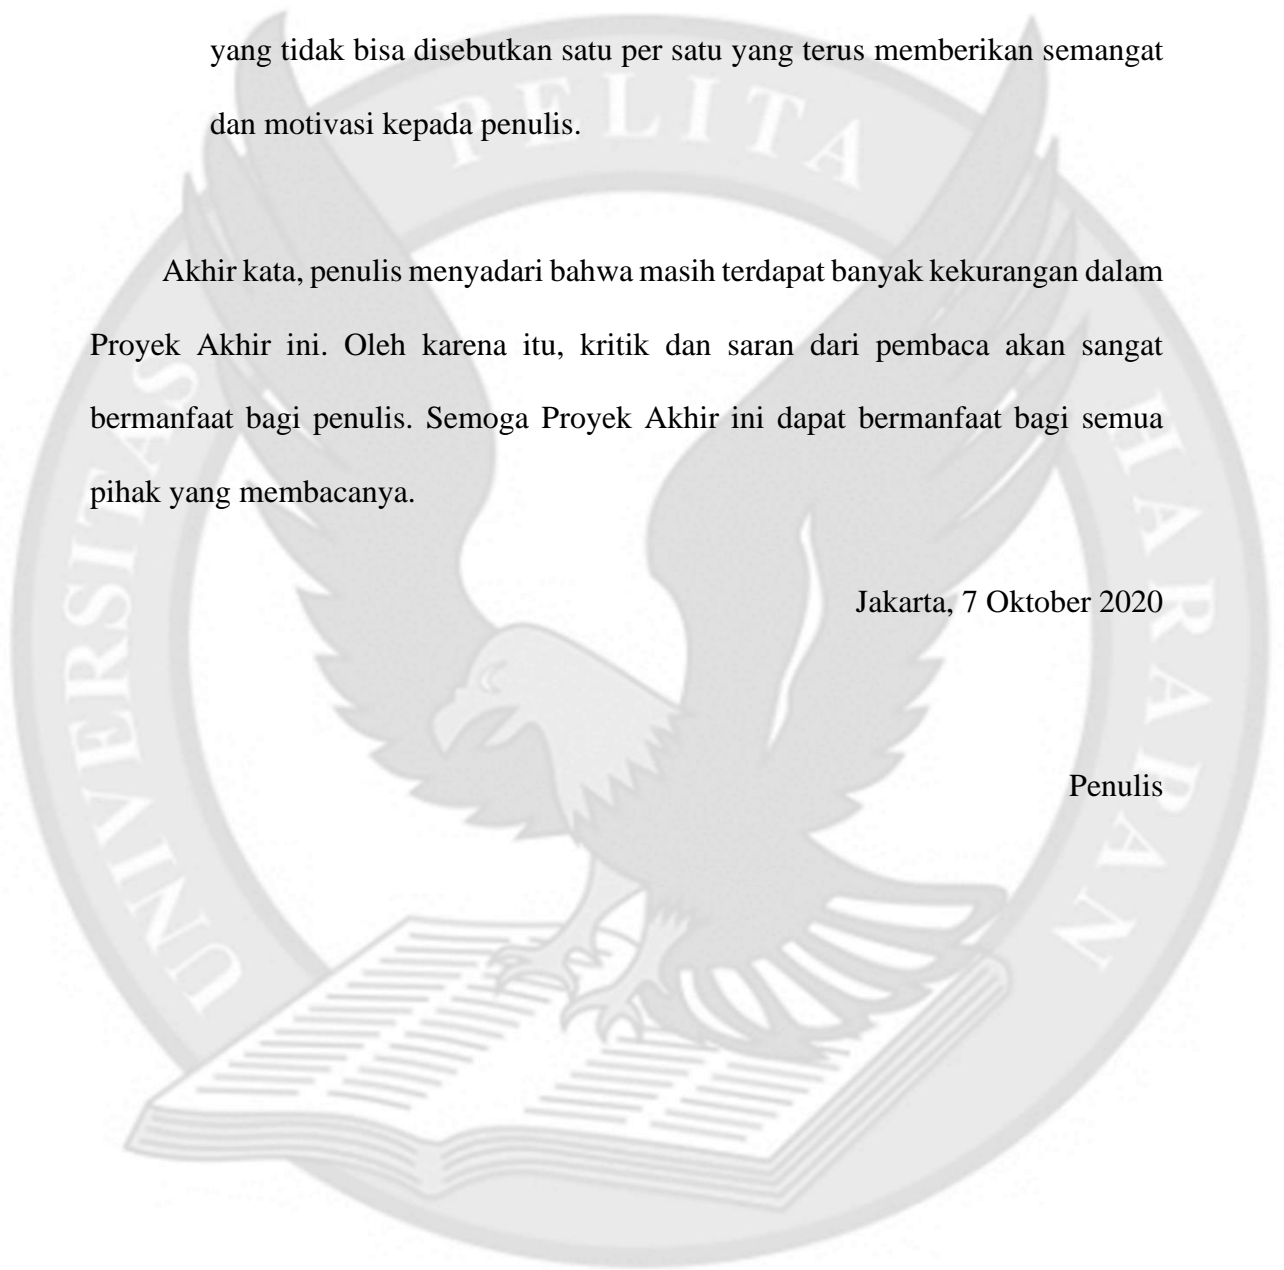 yang tidak bisa disebutkan satu per satu yang terus memberikan semangat
dan motivasi kepada penulis.
Akhir kata, penulis menyadari bahwa masih terdapat banyak kekurangan dalam
Proyek Akhir ini. Oleh karena itu, kritik dan saran dari pembaca akan sangat
bermanfaat bagi penulis. Semoga Proyek Akhir ini dapat bermanfaat bagi semua
pihak yang membacanya.
Jakarta, 7 Oktober 2020
Penulis
UNIVERSITAS PELITA HARAPAN